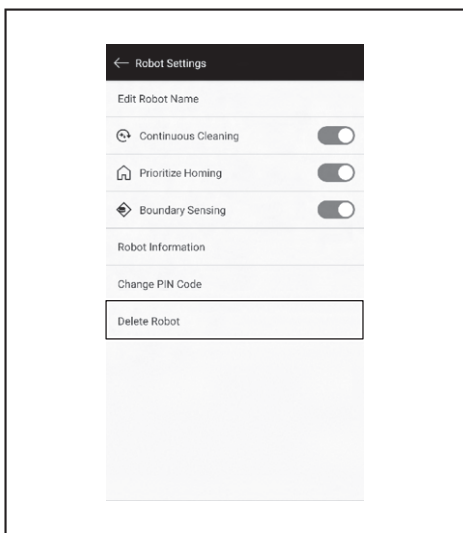 Robot Settings
Edit Robot Name
Continuous Cleaning
Prioritize Homing
Boundary Sensing
Robot Information
Change PIN Code
Delete Robot